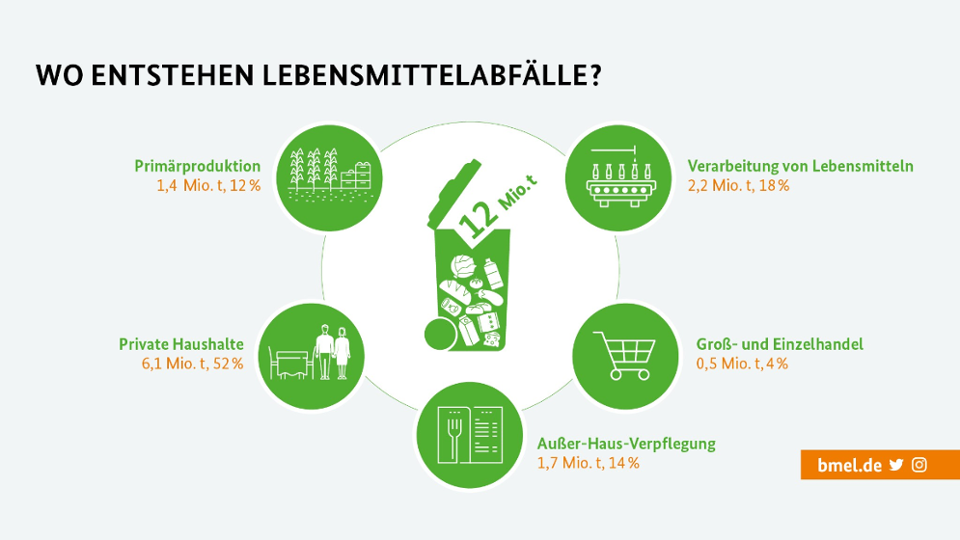 WO ENTSTEHEN LEBENSMITTELABFÄLLE?
12 Mio. t
Primärproduktion
1,4 Mio. t, 12 %
Verarbeitung von Lebensmitteln
2,2 Mio. t, 18 %
Private Haushalte
6,1 Mio. t, 52 %
Groß- und Einzelhandel
0,5 Mio. t, 4 %
Außer-Haus-Verpflegung
1,7 Mio. t, 14 %
bmel.de